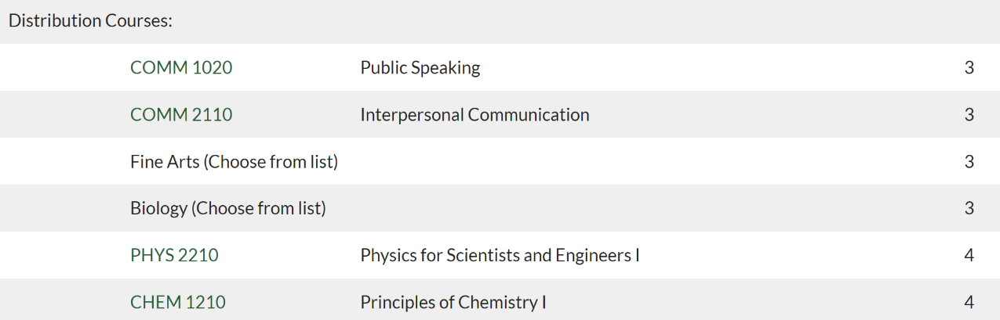 Distribution Courses:
COMM 1020 Public Speaking 3
COMM 2110 Interpersonal Communication 3
Fine Arts (Choose from list) 3
Biology (Choose from list) 3
PHYS 2210 Physics for Scientists and Engineers I 4
CHEM 1210 Principles of Chemistry I 4